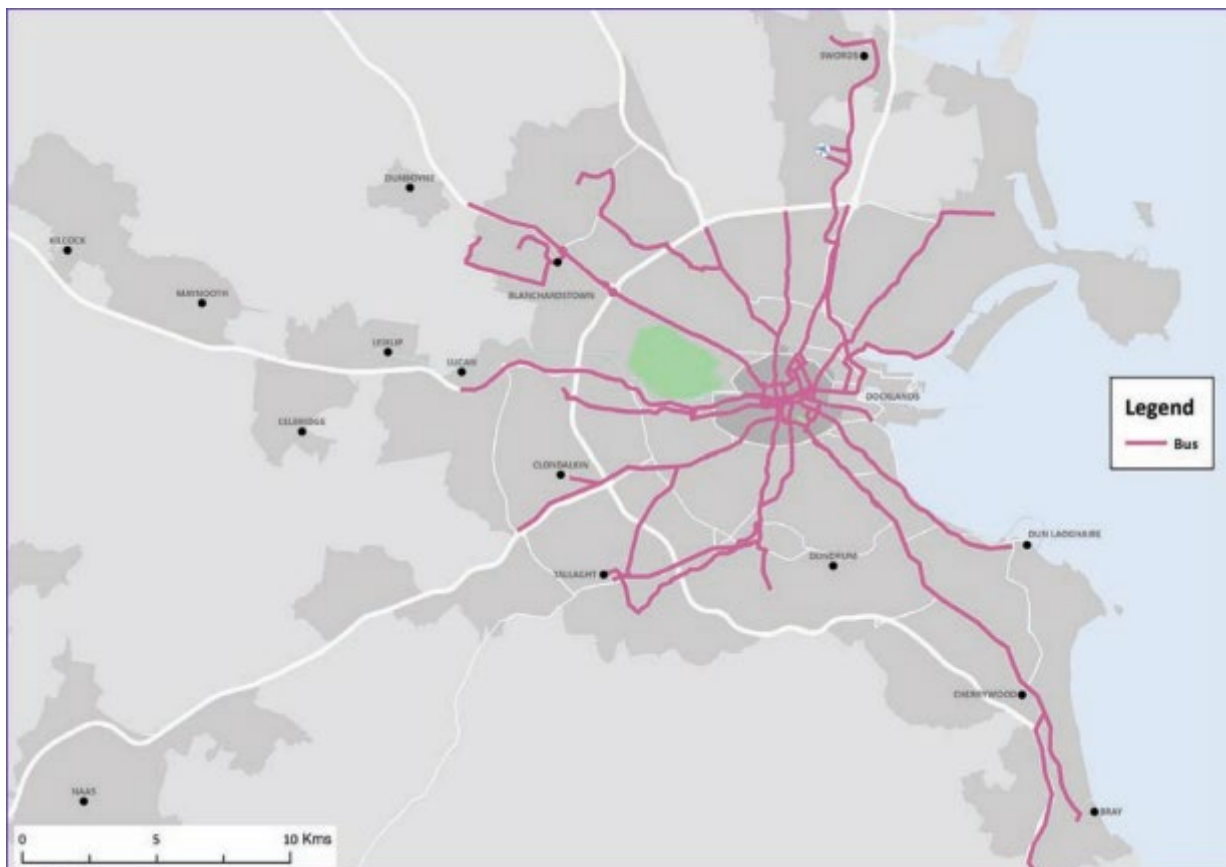 SWORDS
DUNBOYNE
KILCOCK
BLANCHARDSTOWN
MAYNOOTH
LEIXLIP
LUCAN
DOCKLANDS
CELBRIDGE
Legend
Bus
CLONDALKIN
DUN LAOGHAIRE
DUNDRUM
TALLAGHT
CHERRYWOOD
NAAS
BRAY
0 5 10 Kms